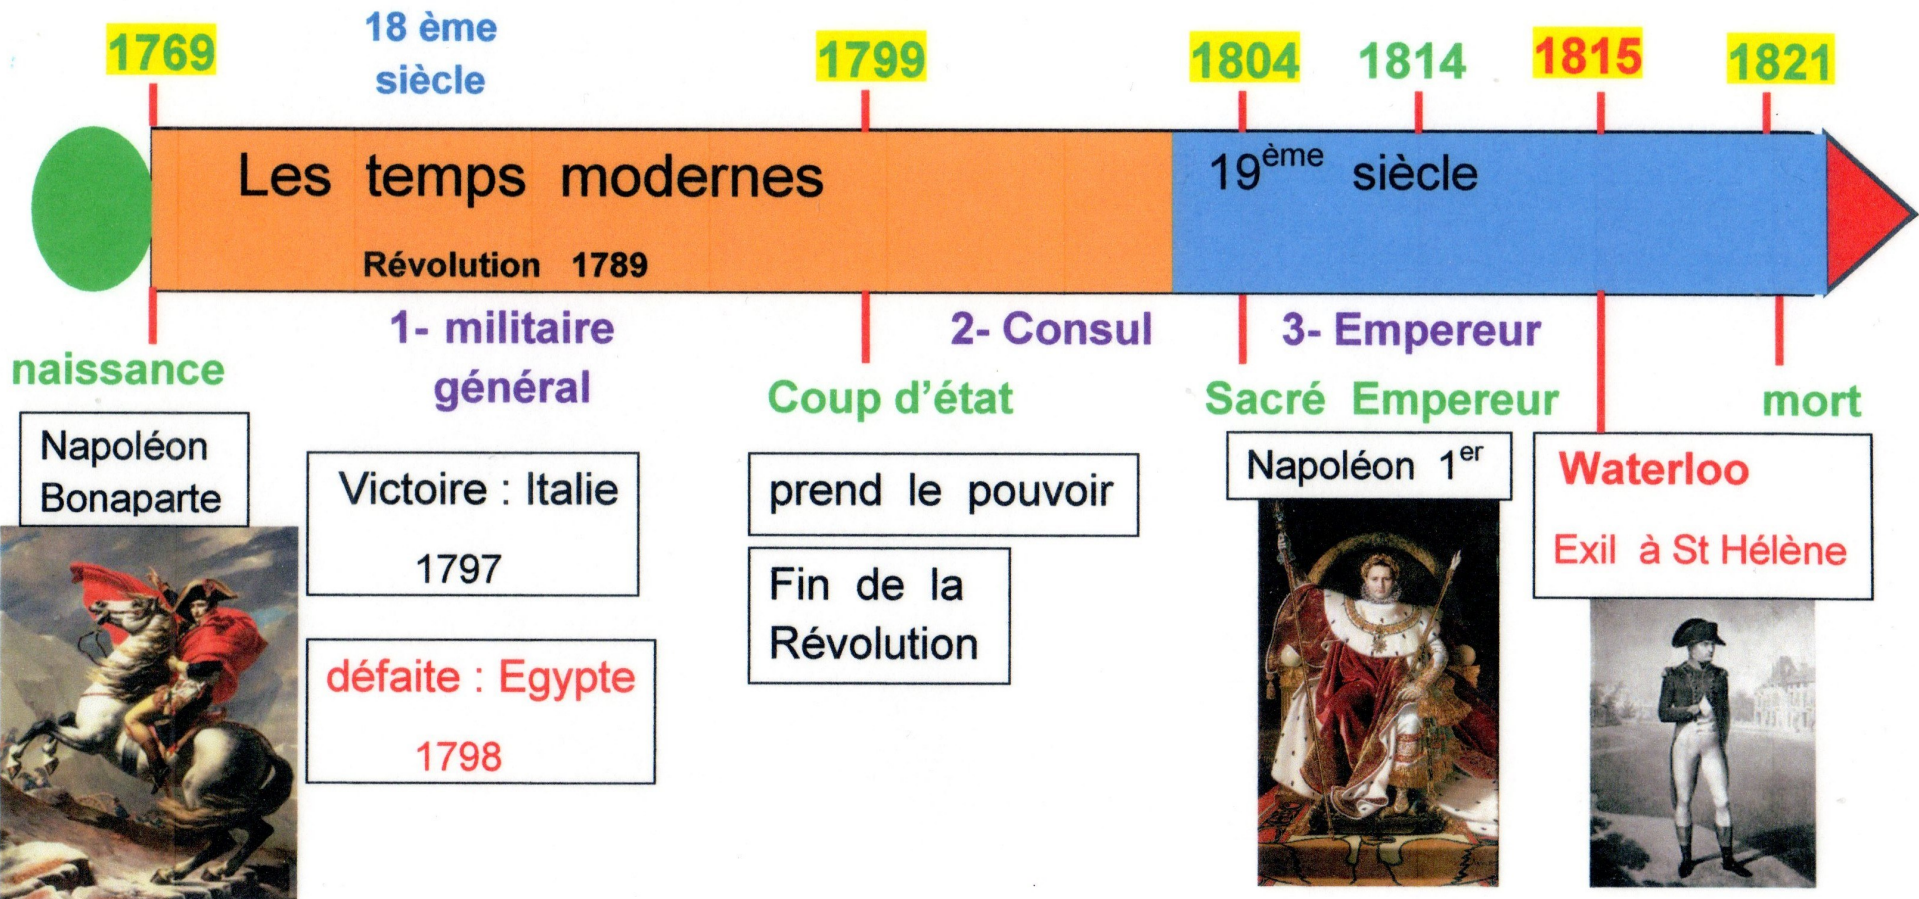 1769
18 ème
siècle
1799
1804
1814
1815
1821
Les temps modernes
19ème siècle
Révolution 1789
1- militaire
général
2- Consul
3- Empereur
naissance
Coup d’état
Sacré Empereur
mort
Napoléon
Bonaparte
Victoire : Italie
1797
défaite : Egypte
1798
prend le pouvoir
Fin de la
Révolution
Napoléon 1er
Waterloo
Exil à St Hélène